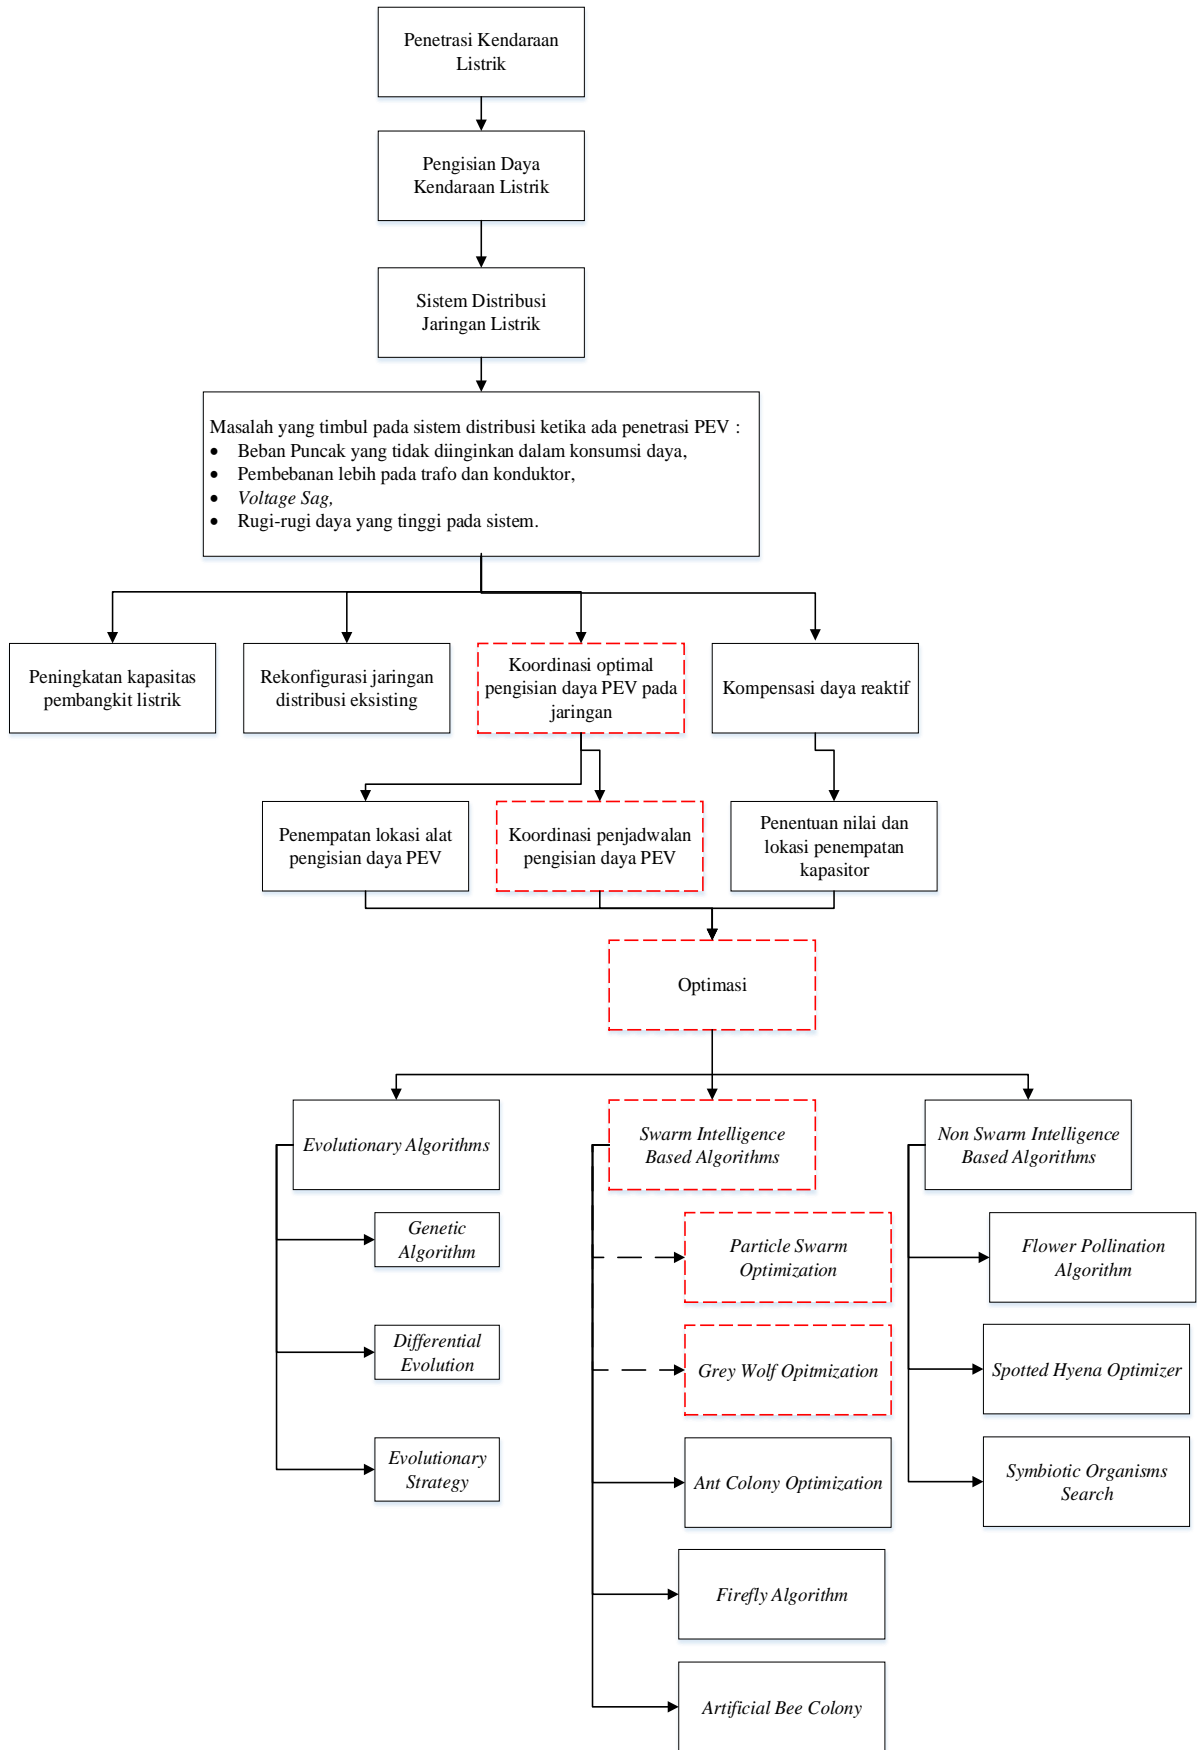 Penetrasi Kendaraan
Listrik
Pengisian Daya
Kendaraan Listrik
Sistem Distribusi
Jaringan Listrik
Masalah yang timbul pada sistem distribusi ketika ada penetrasi PEV :
• Beban Puncak yang tidak diinginkan dalam konsumsi daya,
• Pembebanan lebih pada trafo dan konduktor,
• Voltage Sag,
• Rugi-rugi daya yang tinggi pada sistem.
Peningkatan kapasitas
pembangkit listrik
Rekonfigurasi jaringan
distribusi eksisting
Koordinasi optimal
pengisian daya PEV pada
jaringan
Kompensasi daya reaktif
Penempatan lokasi alat
pengisian daya PEV
Koordinasi penjadwalan
pengisian daya PEV
Penentuan nilai dan
lokasi penempatan
kapasitor
Optimasi
Evolutionary Algorithms
Swarm Intelligence
Based Algorithms
Non Swarm Intelligence
Based Algorithms
Genetic
Algorithm
Differential
Evolution
Evolutionary
Strategy
Particle Swarm
Optimization
Grey Wolf Opitmization
Ant Colony Optimization
Firefly Algorithm
Artificial Bee Colony
Flower Pollination
Algorithm
Spotted Hyena Optimizer
Symbiotic Organisms
Search